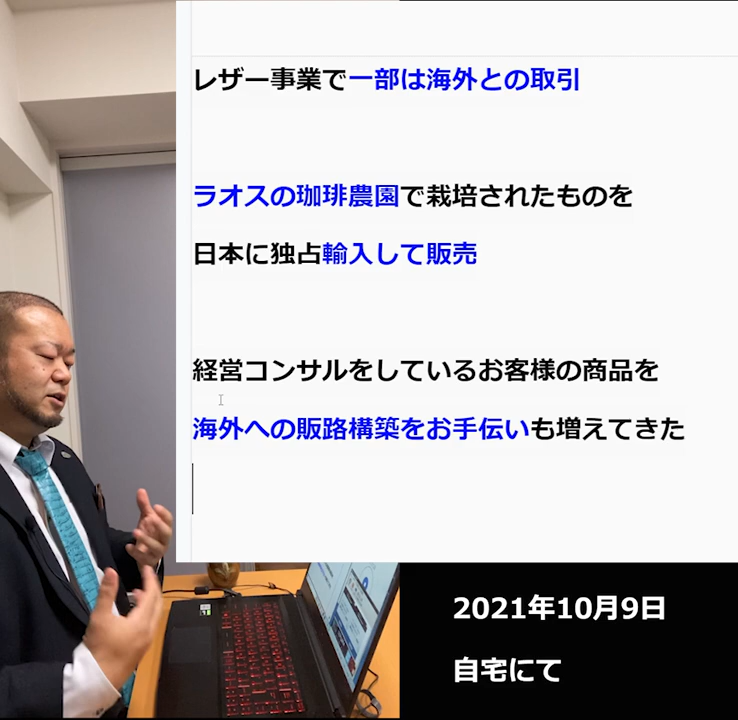 レザー事業で一部は海外との取引
ラオスの珈琲農園で栽培されたものを
日本に独占輸入して販売
経営コンサルをしているお客様の商品を
海外への販路構築をお手伝いも増えてきた
2021年10月9日
自宅にて